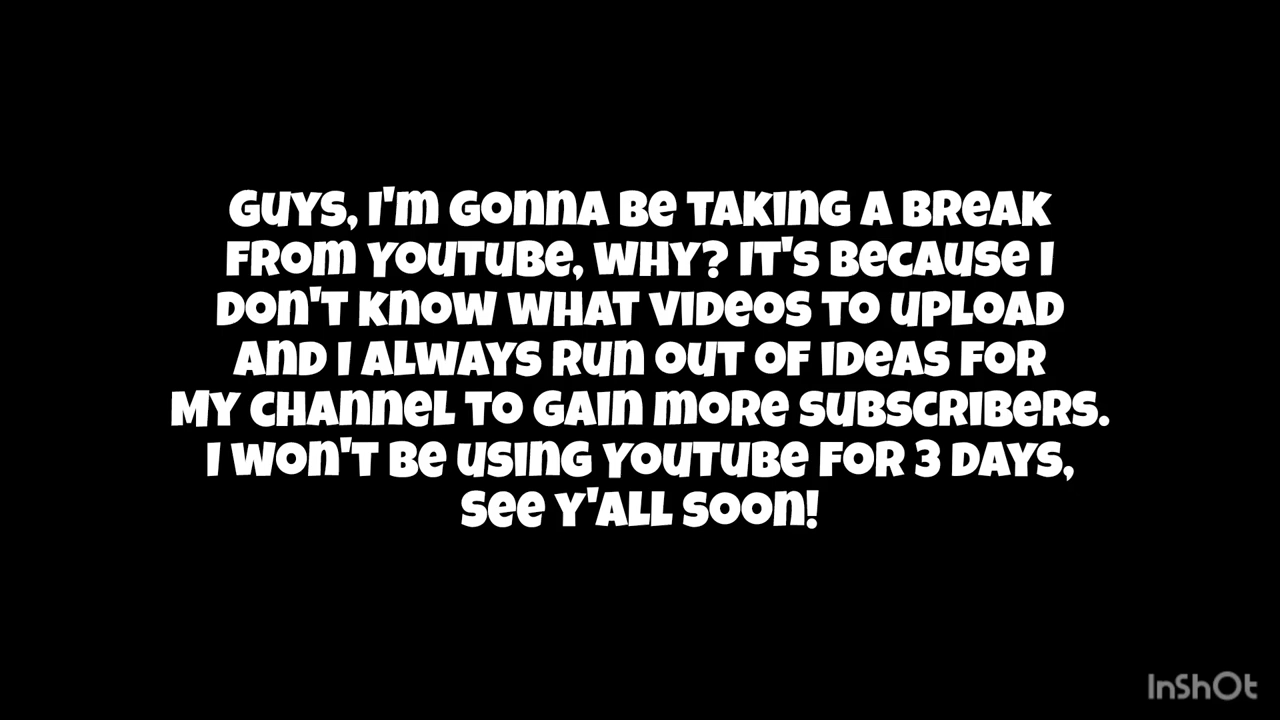 Guys, I'm gonna be taking a break
from YouTube, why? It's because I
don't know what videos to upload
and I always run out of ideas for
my channel to gain more subscribers.
I won't be using YouTube for 3 days,
see y'all soon!
InShOt